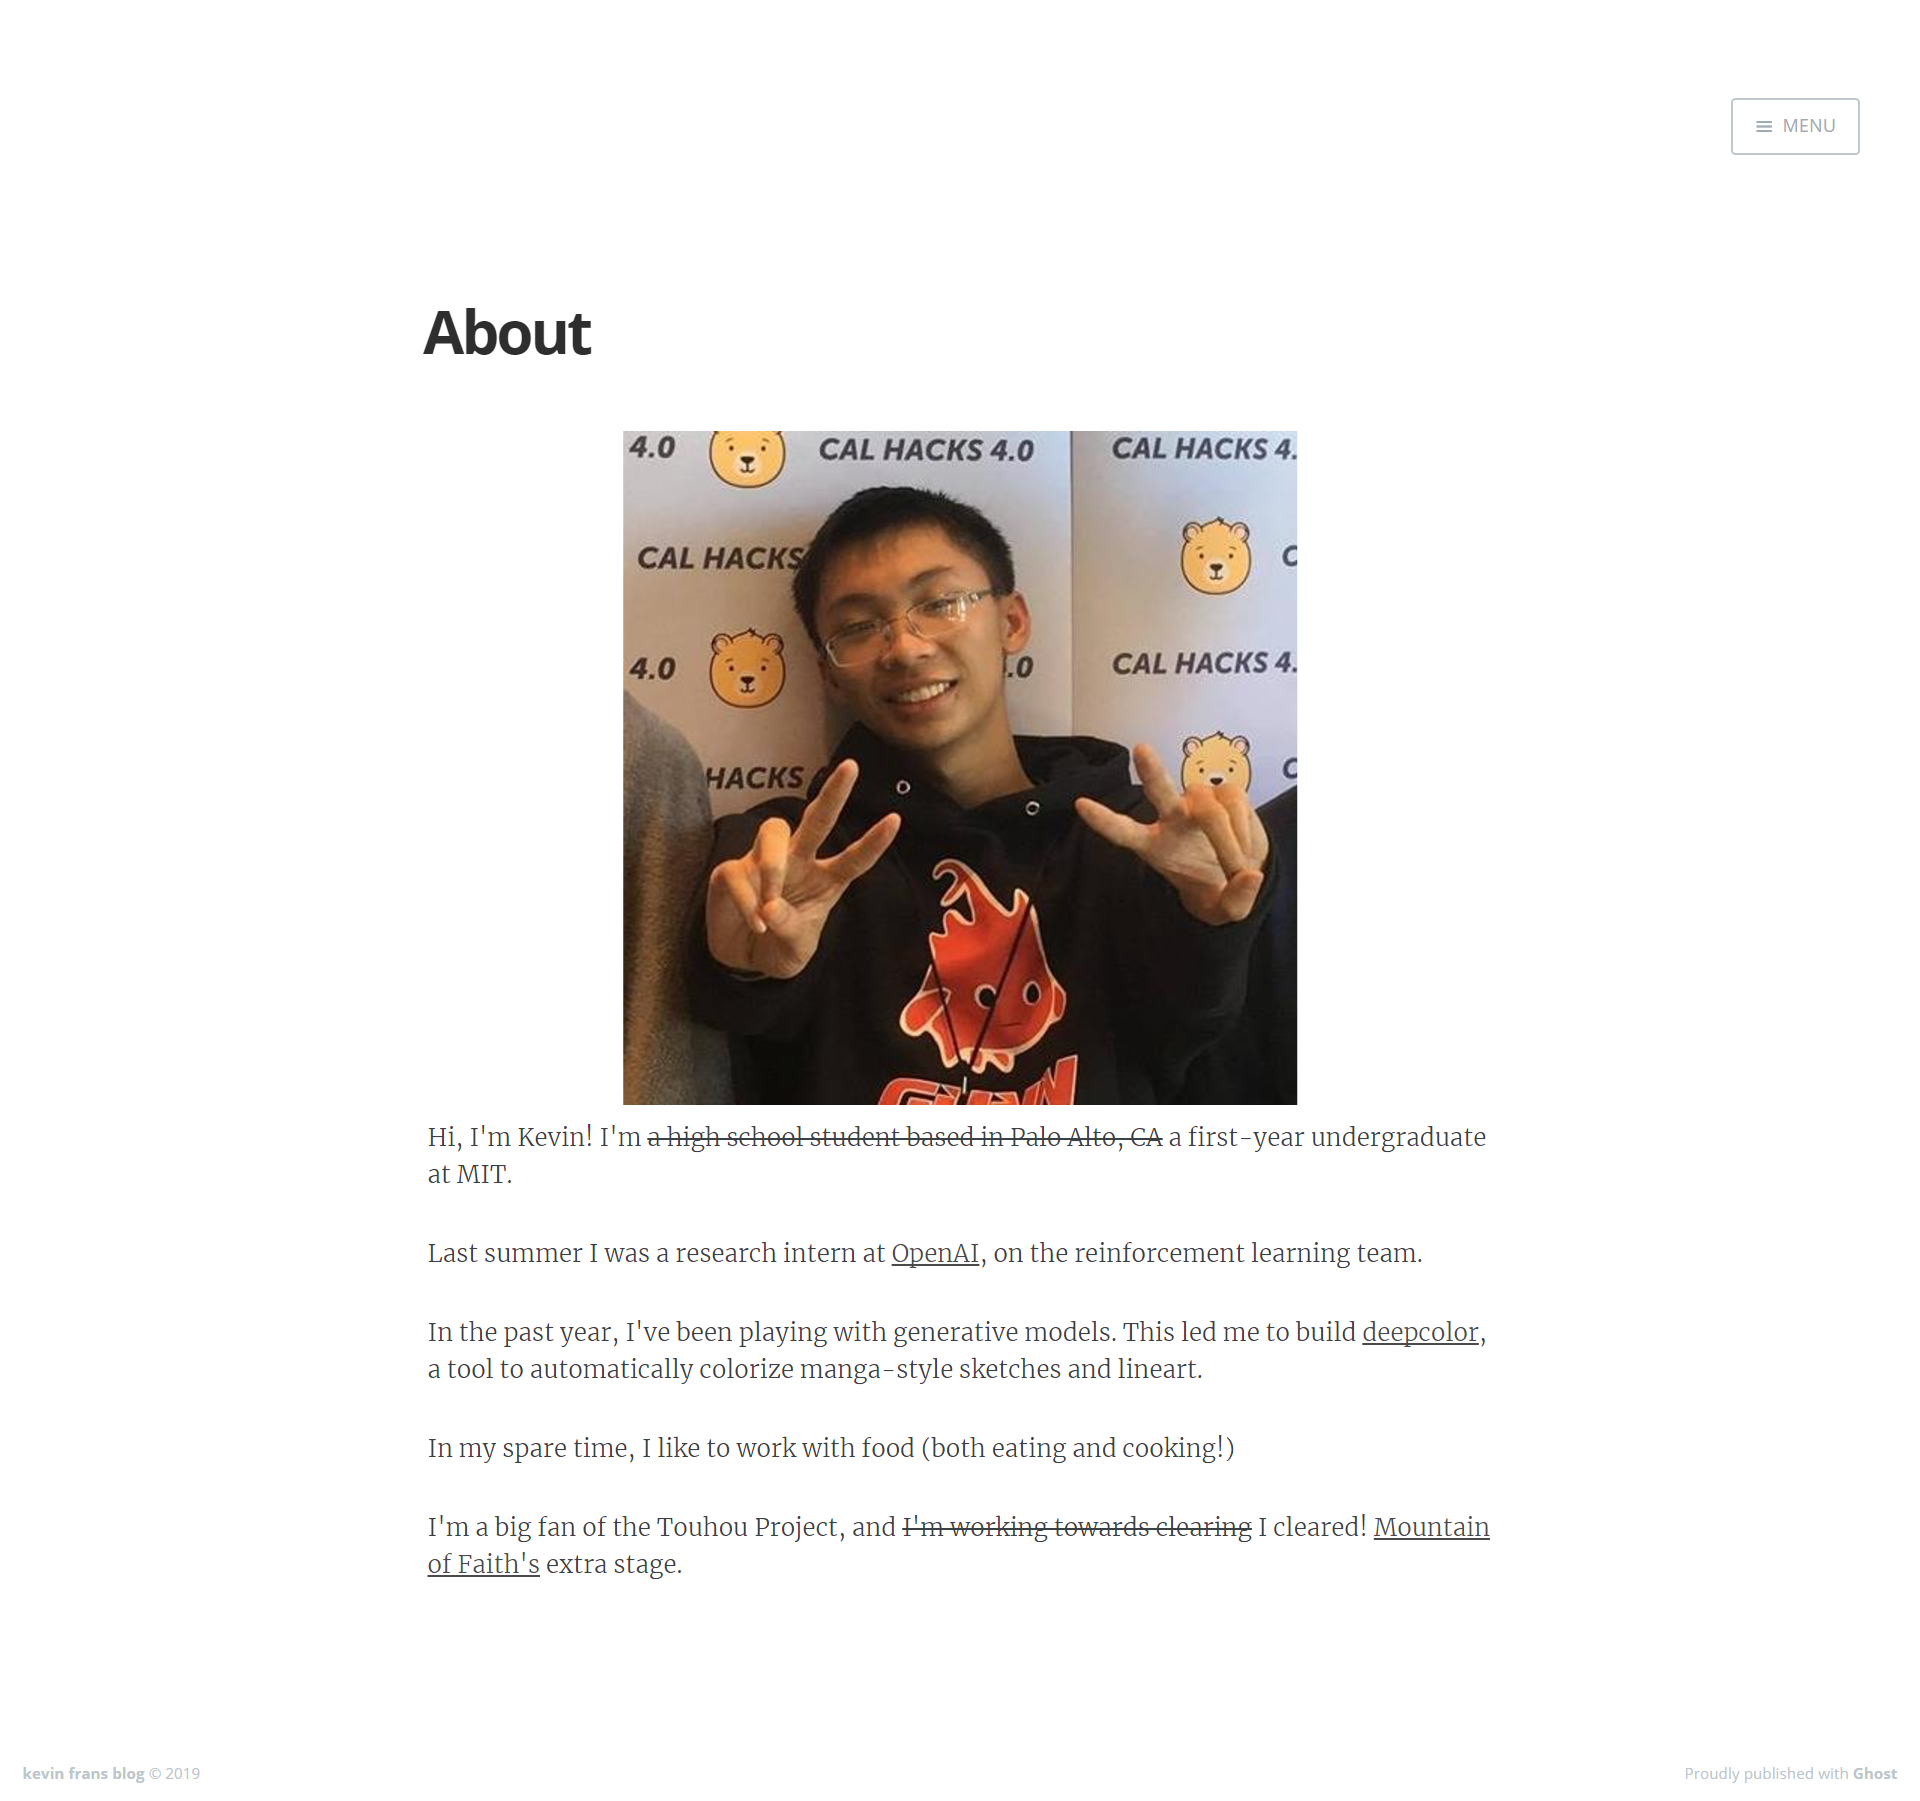 MENU
About
4.0 CAL HACKS 4.0 CAL HACKS 4.
CAL HACKS
4.0 .0 CAL HACKS 4.
HACKS
Hi, I'm Kevin! I'm a high school student based in Palo Alto, CA a first-year undergraduate
at MIT.
Last summer I was a research intern at OpenAI, on the reinforcement learning team.
In the past year, I've been playing with generative models. This led me to build deepcolor,
a tool to automatically colorize manga-style sketches and lineart.
In my spare time, I like to work with food (both eating and cooking!)
I'm a big fan of the Touhou Project, and I'm working towards clearing I cleared! Mountain
of Faith's extra stage.
kevin frans blog © 2019 Proudly published with Ghost